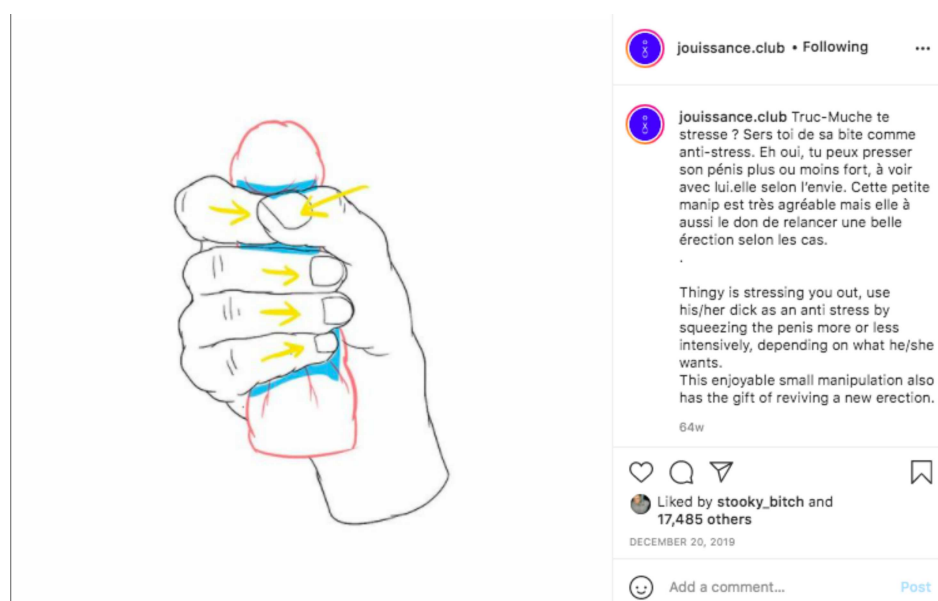 jouissance.club • Following
jouissance.club Truc-Muche te
stresse ? Sers toi de sa bite comme
anti-stress. Eh oui, tu peux presser
son pénis plus ou moins fort, à voir
avec lui.elle selon l'envie. Cette petite
manip est très agréable mais elle à
aussi le don de relancer une belle
érection selon les cas.
.
Thingy is stressing you out, use
his/her dick as an anti stress by
squeezing the penis more or less
intensively, depending on what he/she
wants.
This enjoyable small manipulation also
has the gift of reviving a new erection.
64w
Liked by stooky_bitch and
17,485 others
DECEMBER 20, 2019
Add a comment... Post